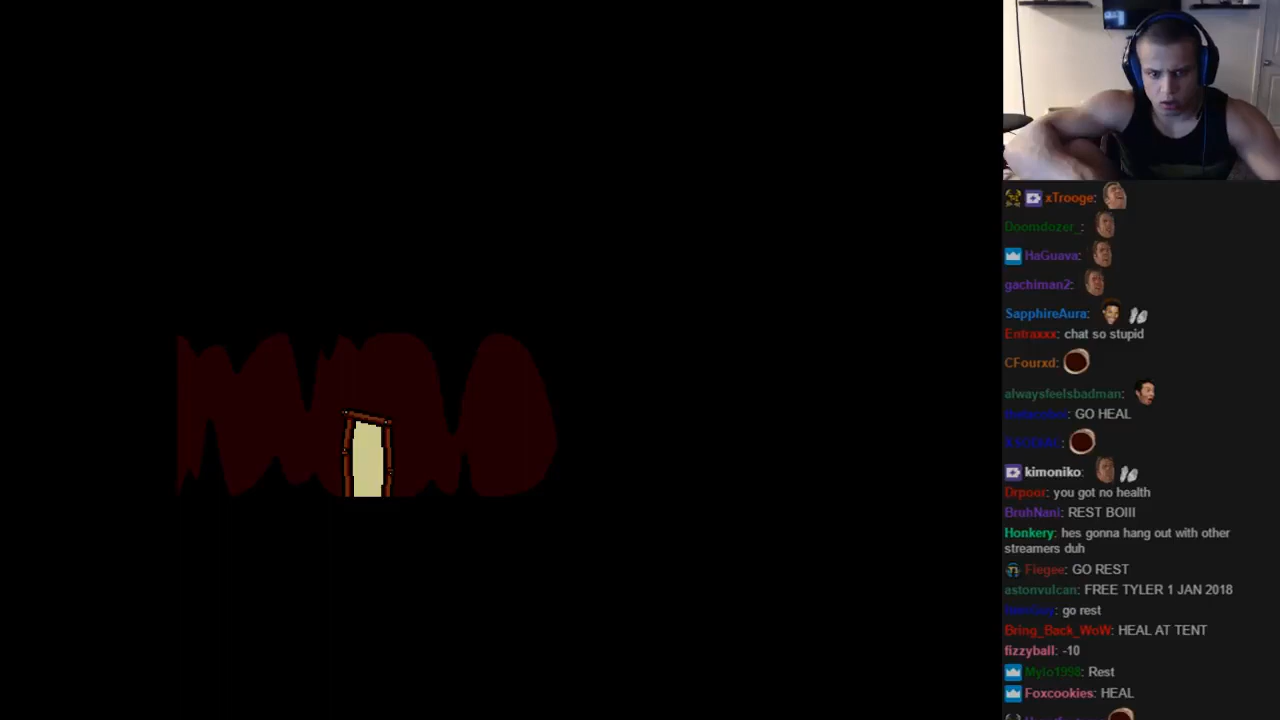 xTrooge:
Doomdozer_:
HaGuava:
gachiman2:
SapphireAura:
Entraxxx: chat so stupid
CFourxd:
alwaysfeelsbadman:
: GO HEAL
kimoniko:
Drpoor: you got no health
BruhNani: REST BOIII
Honkery: hes gonna hang out with other
streamers duh
Fiegee: GO REST
astonvulcan: FREE TYLER 1 JAN 2018
: go rest
Bring_Back_WoW: HEAL AT TENT
fizzyball: -10
Mylo1998: Rest
Foxcookies: HEAL